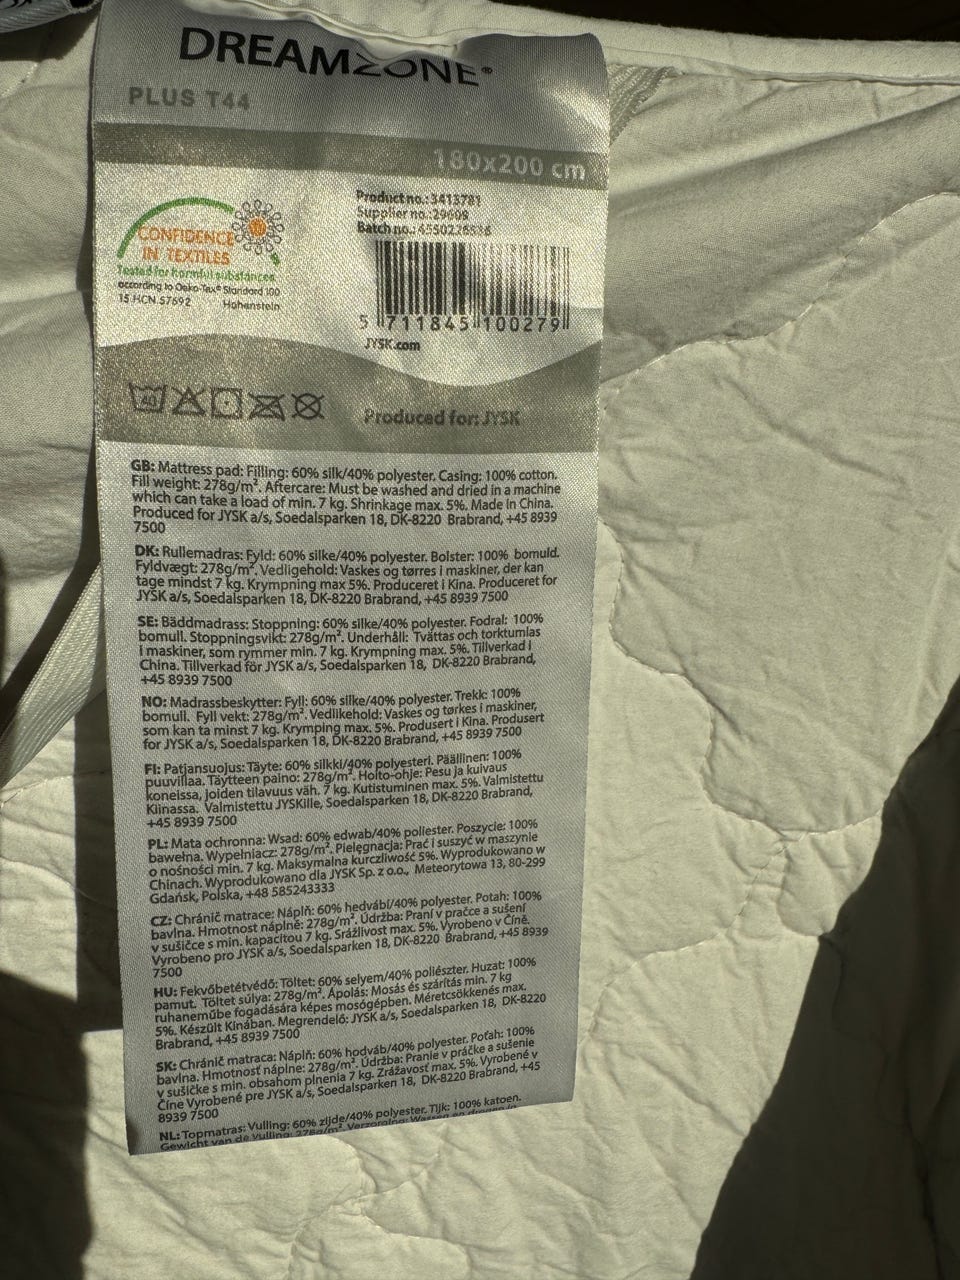 DREAMZONE®
PLUS T44
180x200 cm
Product no.: 3413781
Supplier no.:29609
Batch no.:
CONFIDENCE
IN TEXTILES
Tested for harmful substances
according to Oeko-Tex® Standard 100
15.HCN.57692 Hohenstein
5 711845 100279
JYSK.com
40
Produced for: JYSK
GB: Mattress pad: Filling: 60% silk/40% polyester. Casing: 100% cotton.
Fill weight: 278g/m². Aftercare: Must be washed and dried in a machine
which can take a load of min. 7 kg. Shrinkage max. 5%. Made in China.
Produced for JYSK a/s, Soedalsparken 18, DK-8220 Brabrand, +45 8939
7500
DK: Rullemadras: Fyld: 60% silke/40% polyester. Bolster: 100% bomuld.
Fyldvægt: 278g/m². Vedligehold: Vaskes og tørres i maskiner, der kan
tage mindst 7 kg. Krympning max 5%. Produceret i Kina. Produceret for
JYSK a/s, Soedalsparken 18, DK-8220 Brabrand, +45 8939 7500
SE: Bäddmadrass: Stoppning: 60% silke/40% polyester. Fodral: 100%
bomull. Stoppningsvikt: 278g/m². Underhåll: Tvättas och torktumlas
i maskiner, som rymmer min. 7 kg. Krympning max. 5%. Tillverkad i
China. Tillverkad för JYSK a/s, Soedalsparken 18, DK-8220 Brabrand,
+45 8939 7500
NO: Madrassbeskytter: Fyll: 60% silke/40% polyester. Trekk: 100%
bomull. Fyll vekt: 278g/m². Vedlikehold: Vaskes og tørkes i maskiner,
som kan ta minst 7 kg. Krymping max. 5%. Produsert i Kina. Produsert
for JYSK a/s, Soedalsparken 18, DK-8220 Brabrand, +45 8939 7500
FI: Patjansuojus: Täyte: 60% silkki/40% polyesteri. Päällinen: 100%
puuvillaa. Täytteen paino: 278g/m². Hoito-ohje: Pesu ja kuivaus
koneissa, joiden tilavuus väh. 7 kg. Kutistuminen max. 5%. Valmistettu
Kiinassa. Valmistettu JYSKille, Soedalsparken 18, DK-8220 Brabrand,
+45 8939 7500
PL: Mata ochronna: Wsad: 60% edwab/40% poliester. Poszycie: 100%
bawełna. Wypełniacz: 278g/m². Pielęgnacja: Prać i suszyć w maszynie
o nośności min. 7 kg. Maksymalna kurczliwość 5%. Wyprodukowano w
Chinach. Wyprodukowano dla JYSK Sp. z o.o., Meteorytowa 13, 80-299
Gdańsk, Polska, +48 585243333
CZ: Chránič matrace: Náplň: 60% hedvábí/40% polyester. Potah: 100%
bavlna. Hmotnost náplně: 278g/m². Údržba: Praní v pračce a sušení
v sušičce s min. kapacitou 7 kg. Srážlivost max. 5%. Vyrobeno v Číně.
Vyrobeno pro JYSK a/s, Soedalsparken 18, DK-8220 Brabrand, +45 8939
7500
HU: Fekvőbetétvédő: Töltet: 60% selyem/40% poliészter. Huzat: 100%
pamut. Töltet súlya: 278g/m². Ápolás: Mosás és szárítás min. 7 kg
ruhaneműbe fogadására képes mosógépben. Méretcsökkenés max.
5%. Készült Kínában. Megrendelő: JYSK a/s, Soedalsparken 18, DK-8220
Brabrand, +45 8939 7500
SK: Chránič matraca: Náplň: 60% hodváb/40% polyester. Poťah: 100%
bavlna. Hmotnosť náplne: 278g/m². Údržba: Pranie v práčke a sušenie
v sušičke s min. obsahom plnenia 7 kg. Zrážavosť max. 5%. Vyrobené v
Číne Vyrobené pre JYSK a/s, Soedalsparken 18, DK-8220 Brabrand, +45
8939 7500
NL: Topmatras: Vulling: 60% zijde/40% polyester. Tijk: 100% katoen.
Gewicht van de vulling: 278g/m². Verzorging: Wassen en drogen in